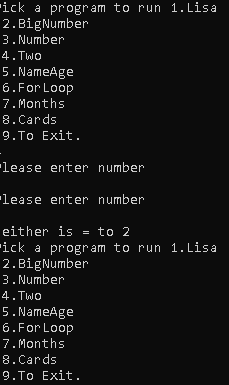 Pick a program to run 1.Lisa
2.BigNumber
3.Number
4.Two
5.NameAge
6.ForLoop
7.Months
8.Cards
9.To Exit.
Please enter number
Please enter number
either is = to 2
Pick a program to run 1.Lisa
2.BigNumber
3.Number
4.Two
5.NameAge
6.ForLoop
7.Months
8.Cards
9.To Exit.